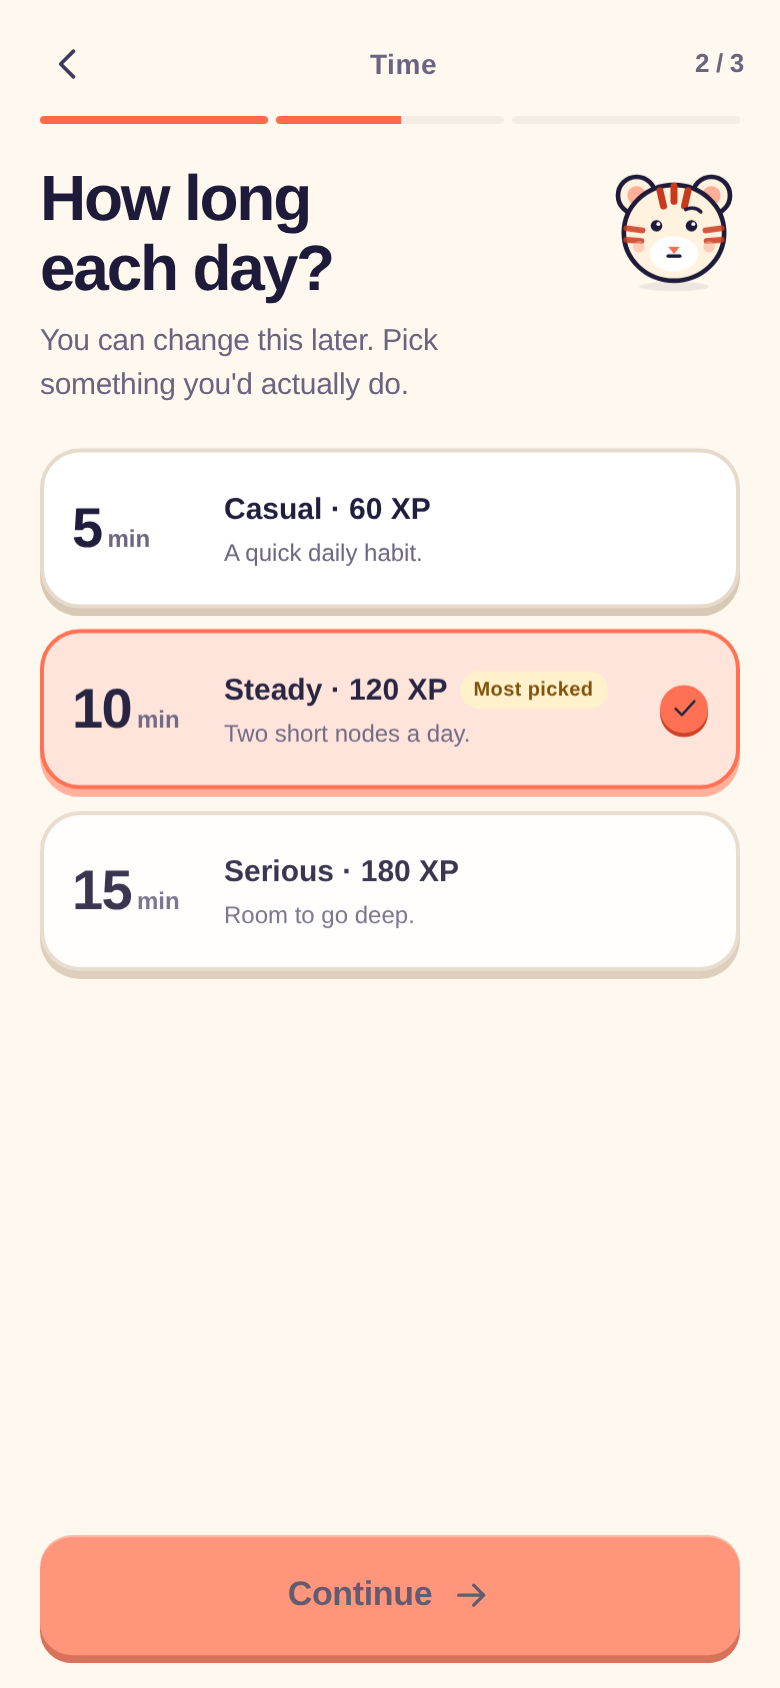 Time
2 / 3
How long
each day?
You can change this later. Pick
something you'd actually do.
5 min
Casual · 60 XP
A quick daily habit.
10 min
Steady · 120 XP Most picked
Two short nodes a day.
15 min
Serious · 180 XP
Room to go deep.
Continue →